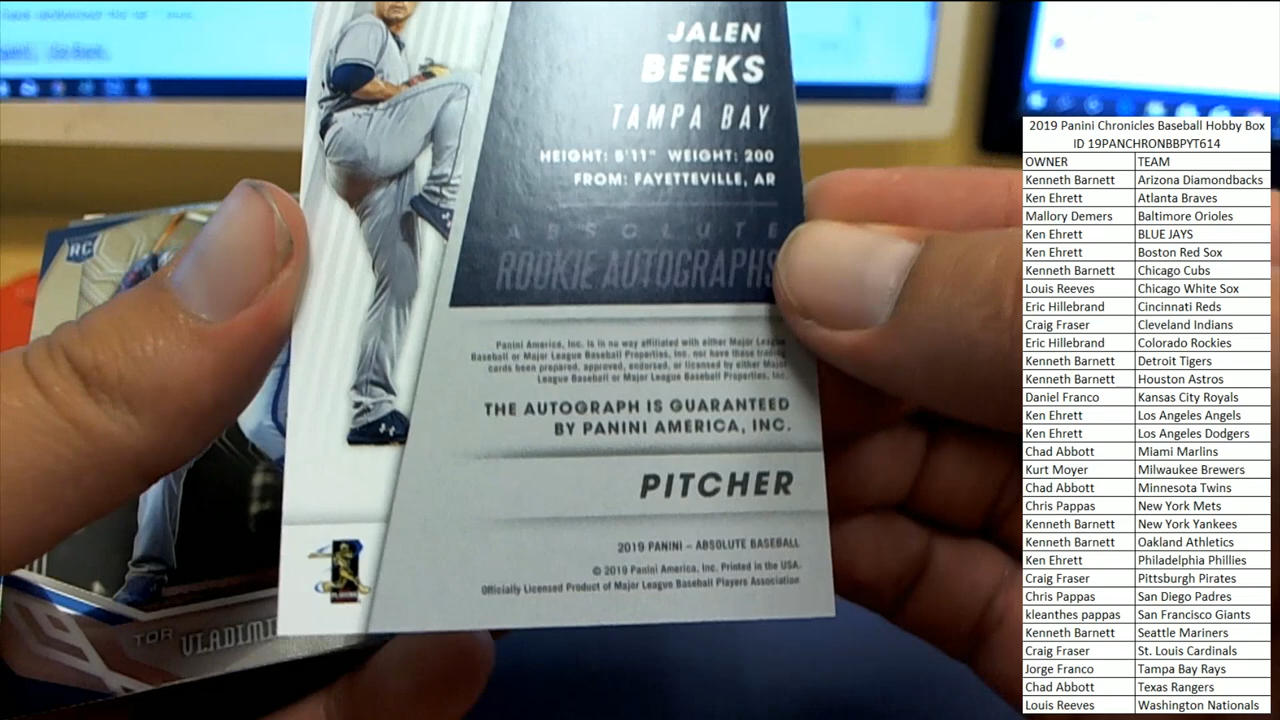 JALEN
BEEKS
TAMPA BAY
HEIGHT: 5'11" WEIGHT: 200
FROM: FAYETTEVILLE, AR
ABSOLUTE
ROOKIE AUTOGRAPHS
Panini America, Inc. is in no way affiliated with either Major League
Baseball or Major League Baseball Properties, Inc. nor have these trading
cards been prepared, approved, endorsed, or licensed by either Major
League Baseball or Major League Baseball Properties, Inc.
THE AUTOGRAPH IS GUARANTEED
BY PANINI AMERICA, INC.
PITCHER
2019 PANINI – ABSOLUTE BASEBALL
© 2019 Panini America, Inc. Printed in the USA.
Officially Licensed Product of Major League Baseball Players Association
RC
TOR VLADIMI
2019 Panini Chronicles Baseball Hobby Box
ID 19PANCHRONBBPYT614
OWNER TEAM
Kenneth Barnett Arizona Diamondbacks
Ken Ehrett Atlanta Braves
Mallory Demers Baltimore Orioles
Ken Ehrett BLUE JAYS
Ken Ehrett Boston Red Sox
Kenneth Barnett Chicago Cubs
Louis Reeves Chicago White Sox
Eric Hillebrand Cincinnati Reds
Craig Fraser Cleveland Indians
Eric Hillebrand Colorado Rockies
Kenneth Barnett Detroit Tigers
Kenneth Barnett Houston Astros
Daniel Franco Kansas City Royals
Ken Ehrett Los Angeles Angels
Ken Ehrett Los Angeles Dodgers
Chad Abbott Miami Marlins
Kurt Moyer Milwaukee Brewers
Chad Abbott Minnesota Twins
Chris Pappas New York Mets
Kenneth Barnett New York Yankees
Kenneth Barnett Oakland Athletics
Ken Ehrett Philadelphia Phillies
Craig Fraser Pittsburgh Pirates
Chris Pappas San Diego Padres
kleanthes pappas San Francisco Giants
Kenneth Barnett Seattle Mariners
Craig Fraser St. Louis Cardinals
Jorge Franco Tampa Bay Rays
Chad Abbott Texas Rangers
Louis Reeves Washington Nationals